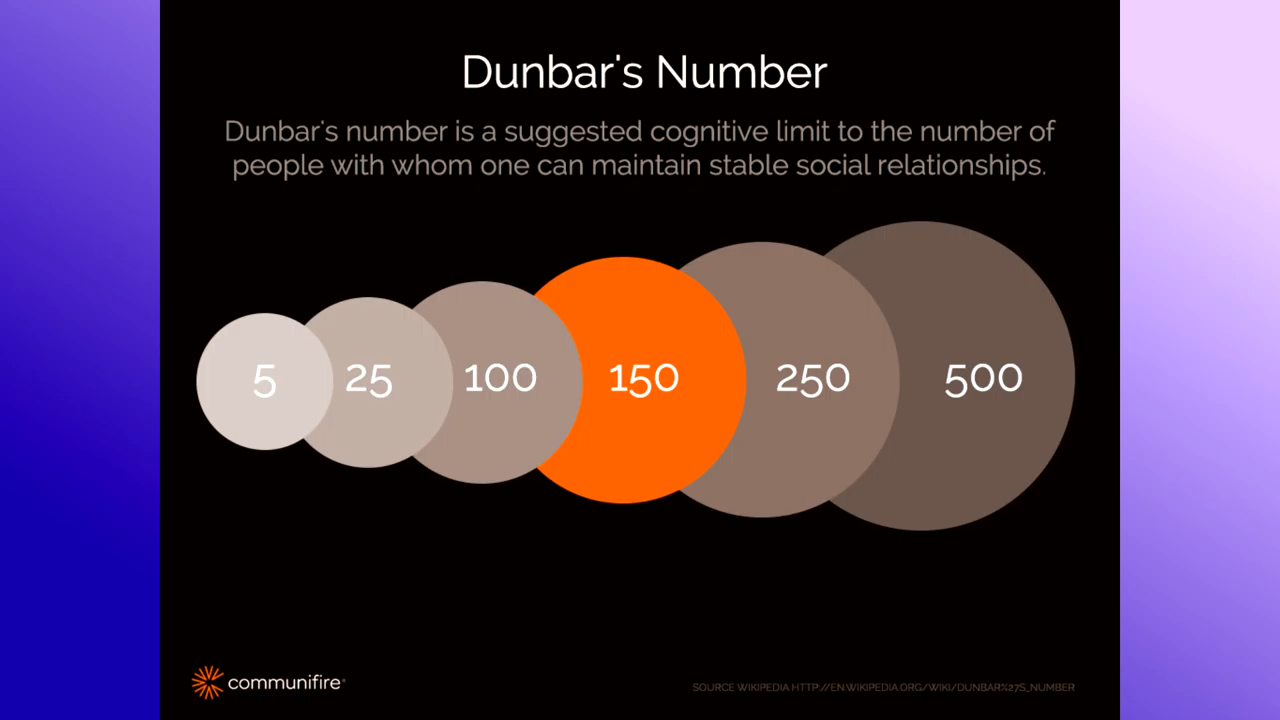 Dunbar's Number
Dunbar's number is a suggested cognitive limit to the number of
people with whom one can maintain stable social relationships.
5 25 100 150 250 500
communifire
SOURCE WIKIPEDIA HTTP://EN.WIKIPEDIA.ORG/WIKI/DUNBAR%27S_NUMBER